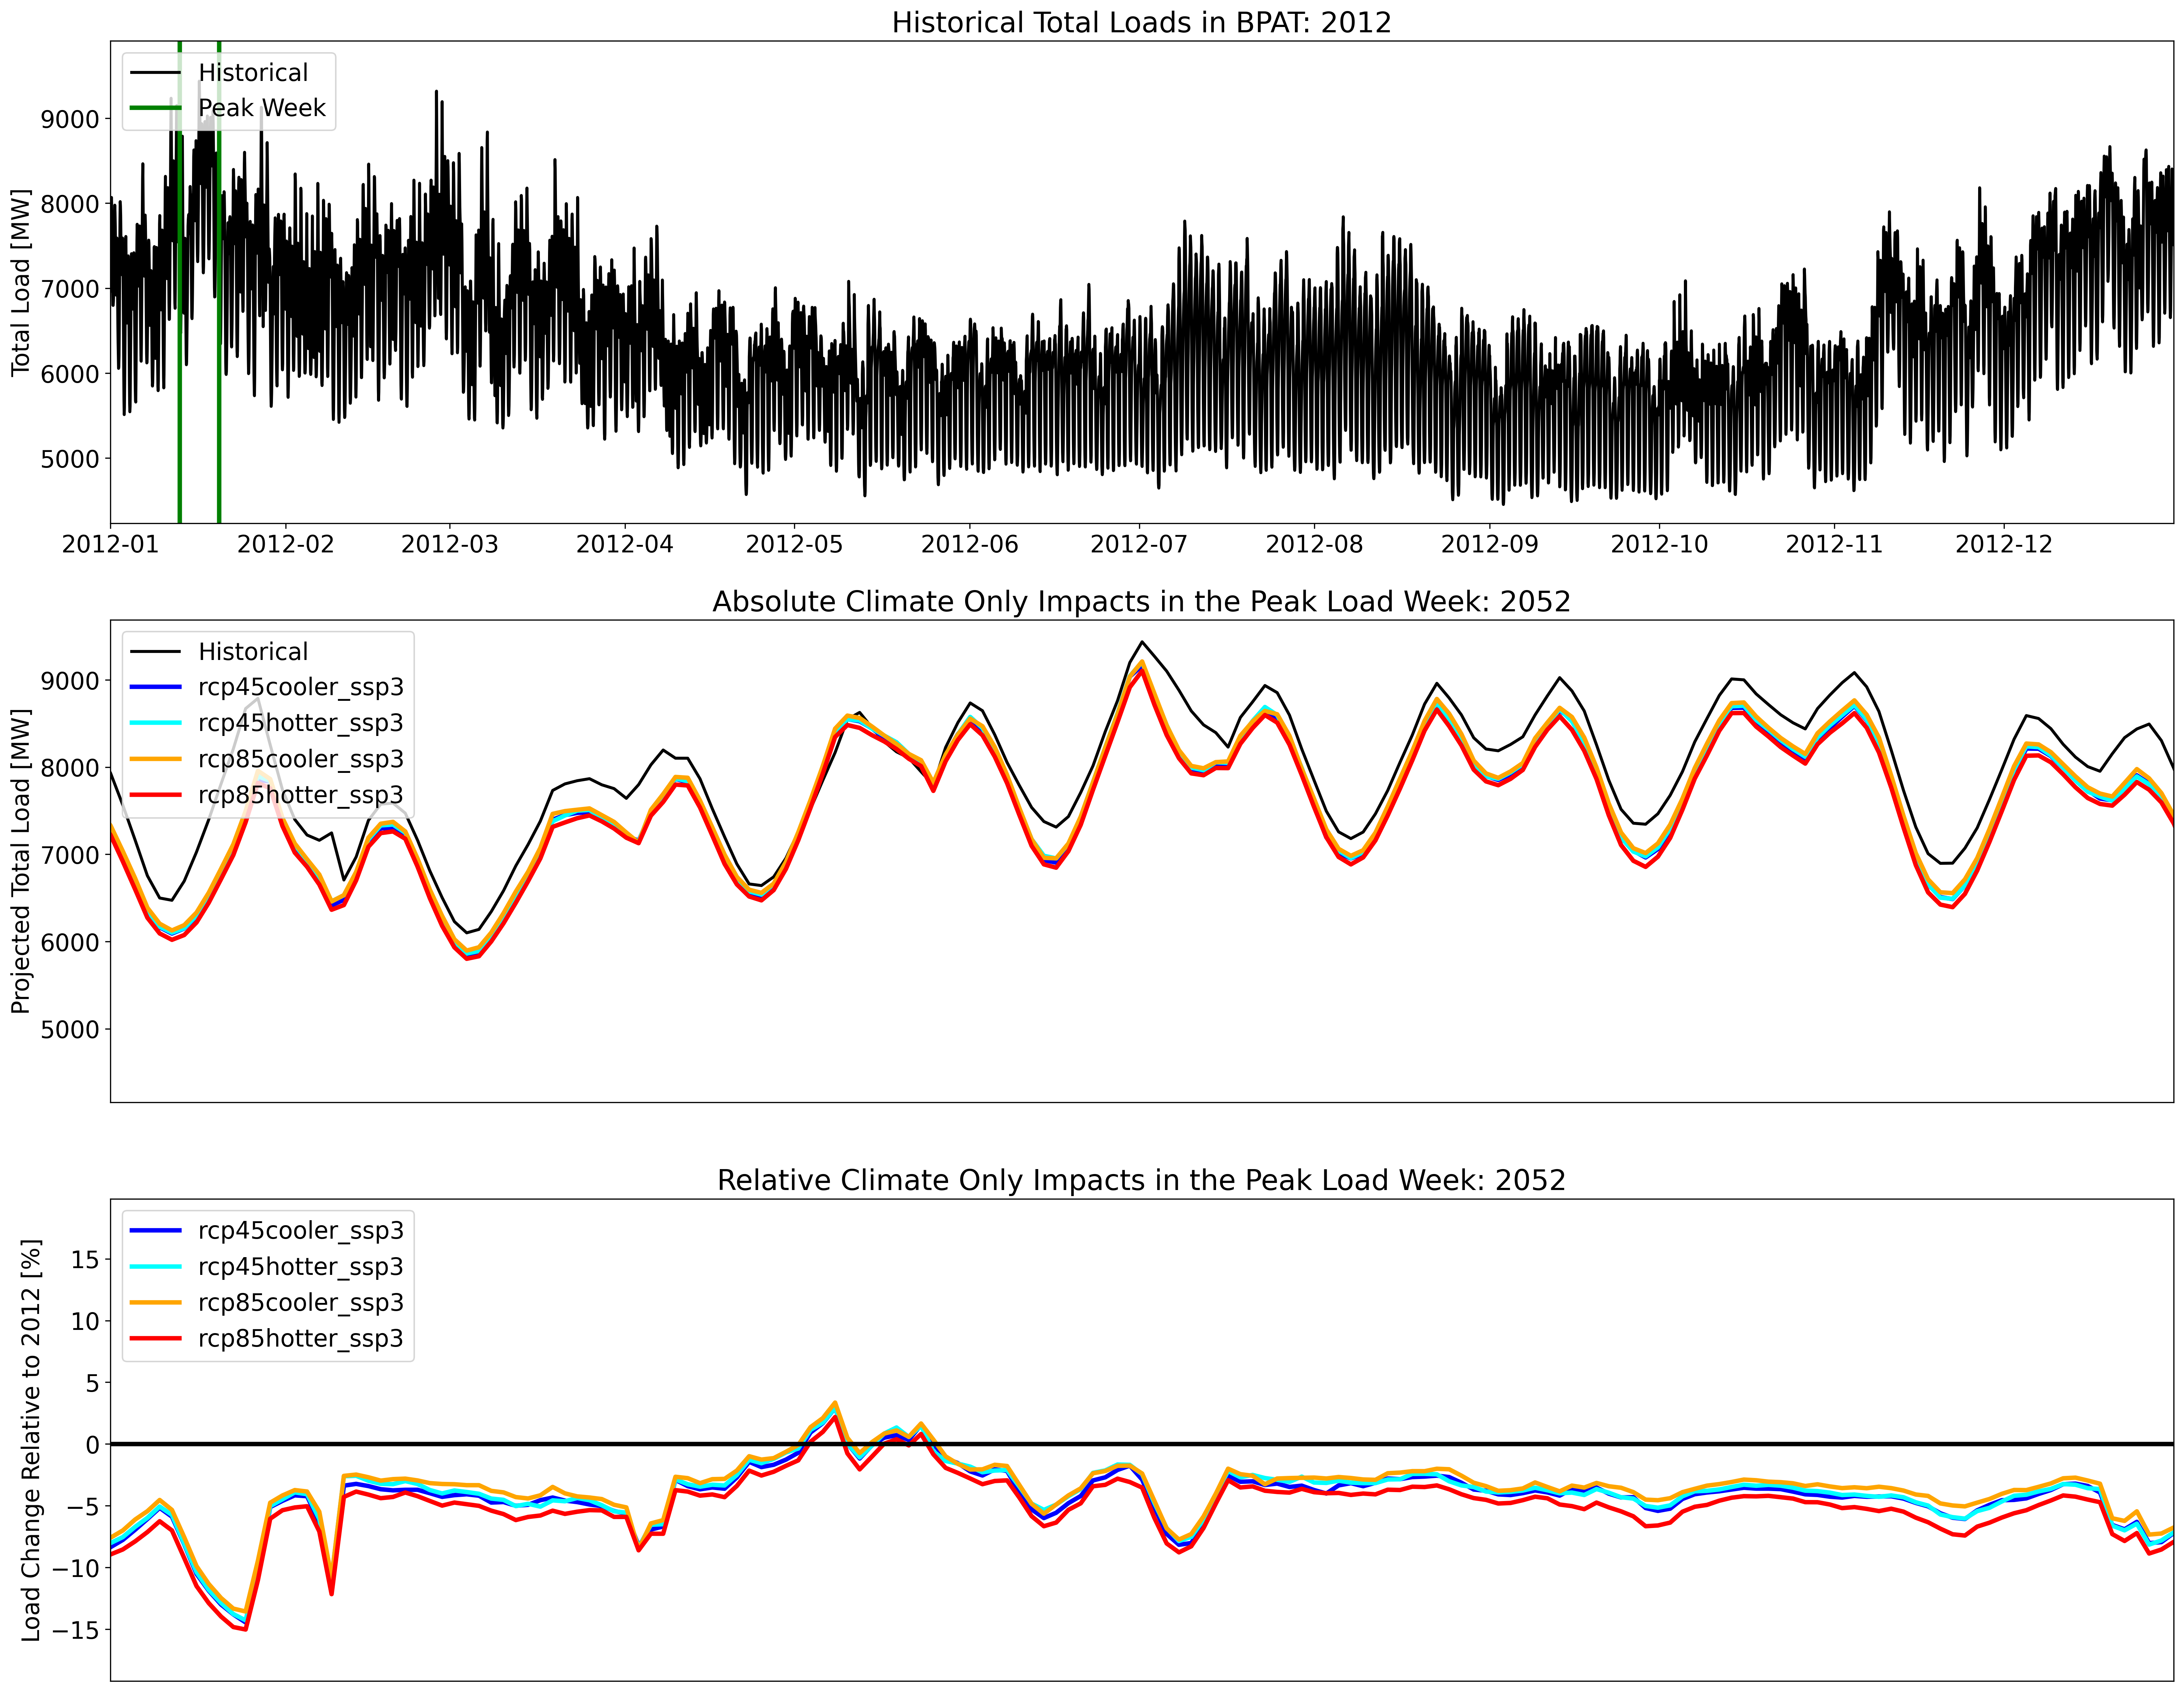 Historical Total Loads in BPAT: 2012
Total Load [MW]
9000
8000
7000
6000
5000
Historical
Peak Week
2012-01 2012-02 2012-03 2012-04 2012-05 2012-06 2012-07 2012-08 2012-09 2012-10 2012-11 2012-12
Absolute Climate Only Impacts in the Peak Load Week: 2052
Projected Total Load [MW]
9000
8000
7000
6000
5000
Historical
rcp45cooler_ssp3
rcp45hotter_ssp3
rcp85cooler_ssp3
rcp85hotter_ssp3
Relative Climate Only Impacts in the Peak Load Week: 2052
Load Change Relative to 2012 [%]
15
10
5
0
−5
−10
−15
rcp45cooler_ssp3
rcp45hotter_ssp3
rcp85cooler_ssp3
rcp85hotter_ssp3